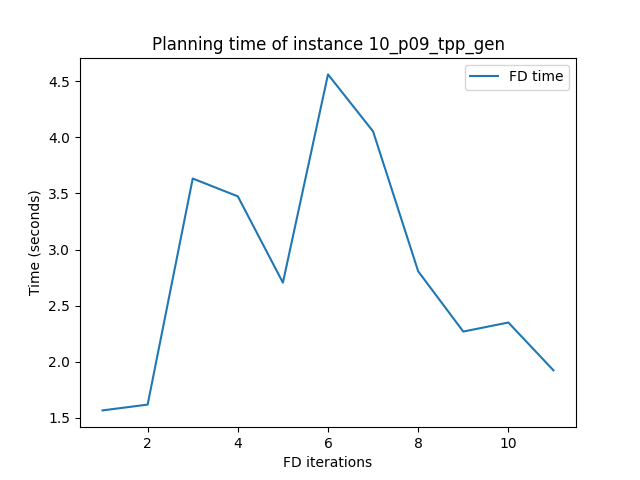 Planning time of instance 10_p09_tpp_gen
FD time
4.5
4.0
3.5
3.0
2.5
2.0
1.5
Time (seconds)
2 4 6 8 10
FD iterations